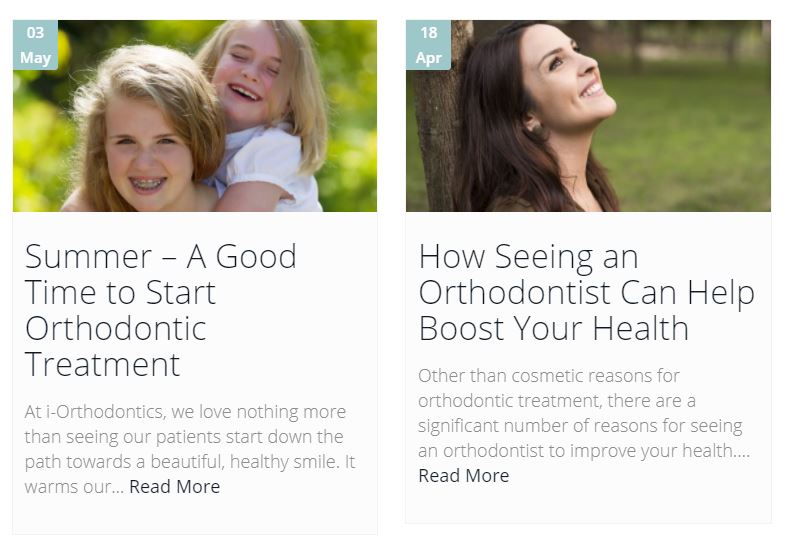 03
May
Summer – A Good
Time to Start
Orthodontic
Treatment
At i-Orthodontics, we love nothing more
than seeing our patients start down the
path towards a beautiful, healthy smile. It
warms our... Read More
18
Apr
How Seeing an
Orthodontist Can Help
Boost Your Health
Other than cosmetic reasons for
orthodontic treatment, there are a
significant number of reasons for seeing
an orthodontist to improve your health....
Read More